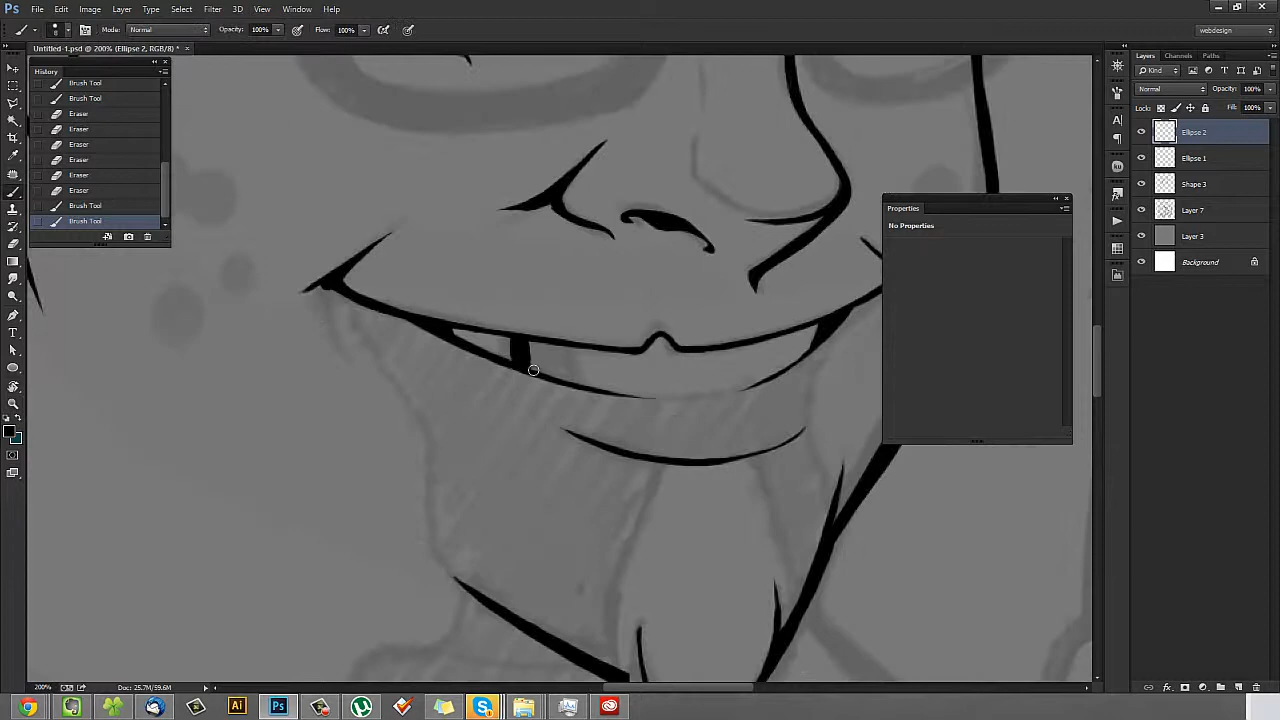 Ps File Edit Image Layer Type Select Filter 3D View Window Help
Mode: Normal Opacity: 100% Flow: 100% webdesign
Untitled-1.psd @ 200% (Ellipse 2, RGB/8) * ×
History
Brush Tool
Brush Tool
Eraser
Eraser
Eraser
Eraser
Eraser
Eraser
Brush Tool
Brush Tool
Properties
No Properties
Layers Channels Paths
Kind
Normal Opacity: 100%
Lock: Fill: 100%
Ellipse 2
Ellipse 1
Shape 3
Layer 7
Layer 3
Background
200% Doc: 25.7M/59.6M
Ai Ps